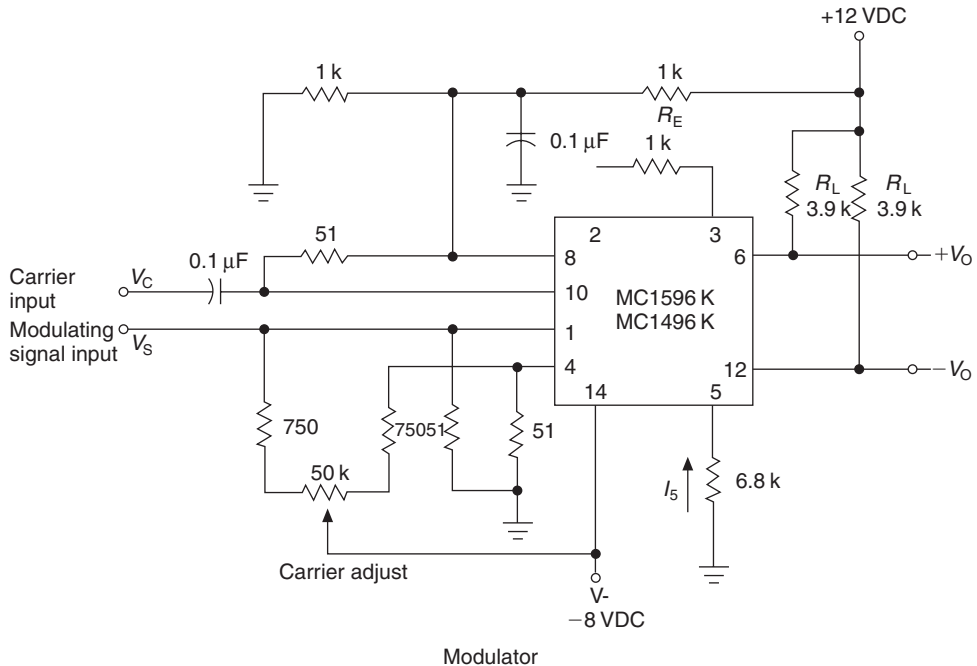 +12 VDC
1 k
1 k
R_E
0.1 µF
1 k
R_L
3.9 k
R_L
3.9 k
51
2
3
8
6
+V_O
0.1 µF
Carrier
input
V_C
10
MC1596 K
MC1496 K
Modulating
signal input
V_S
1
4
12
−V_O
14
5
750
75051
51
50 k
I_5
6.8 k
Carrier adjust
V-
−8 VDC
Modulator